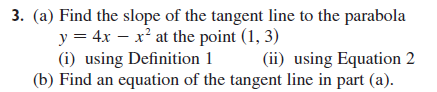 3. (a) Find the slope of the tangent line to the parabola
y = 4x − x² at the point (1, 3)
(i) using Definition 1 (ii) using Equation 2
(b) Find an equation of the tangent line in part (a).